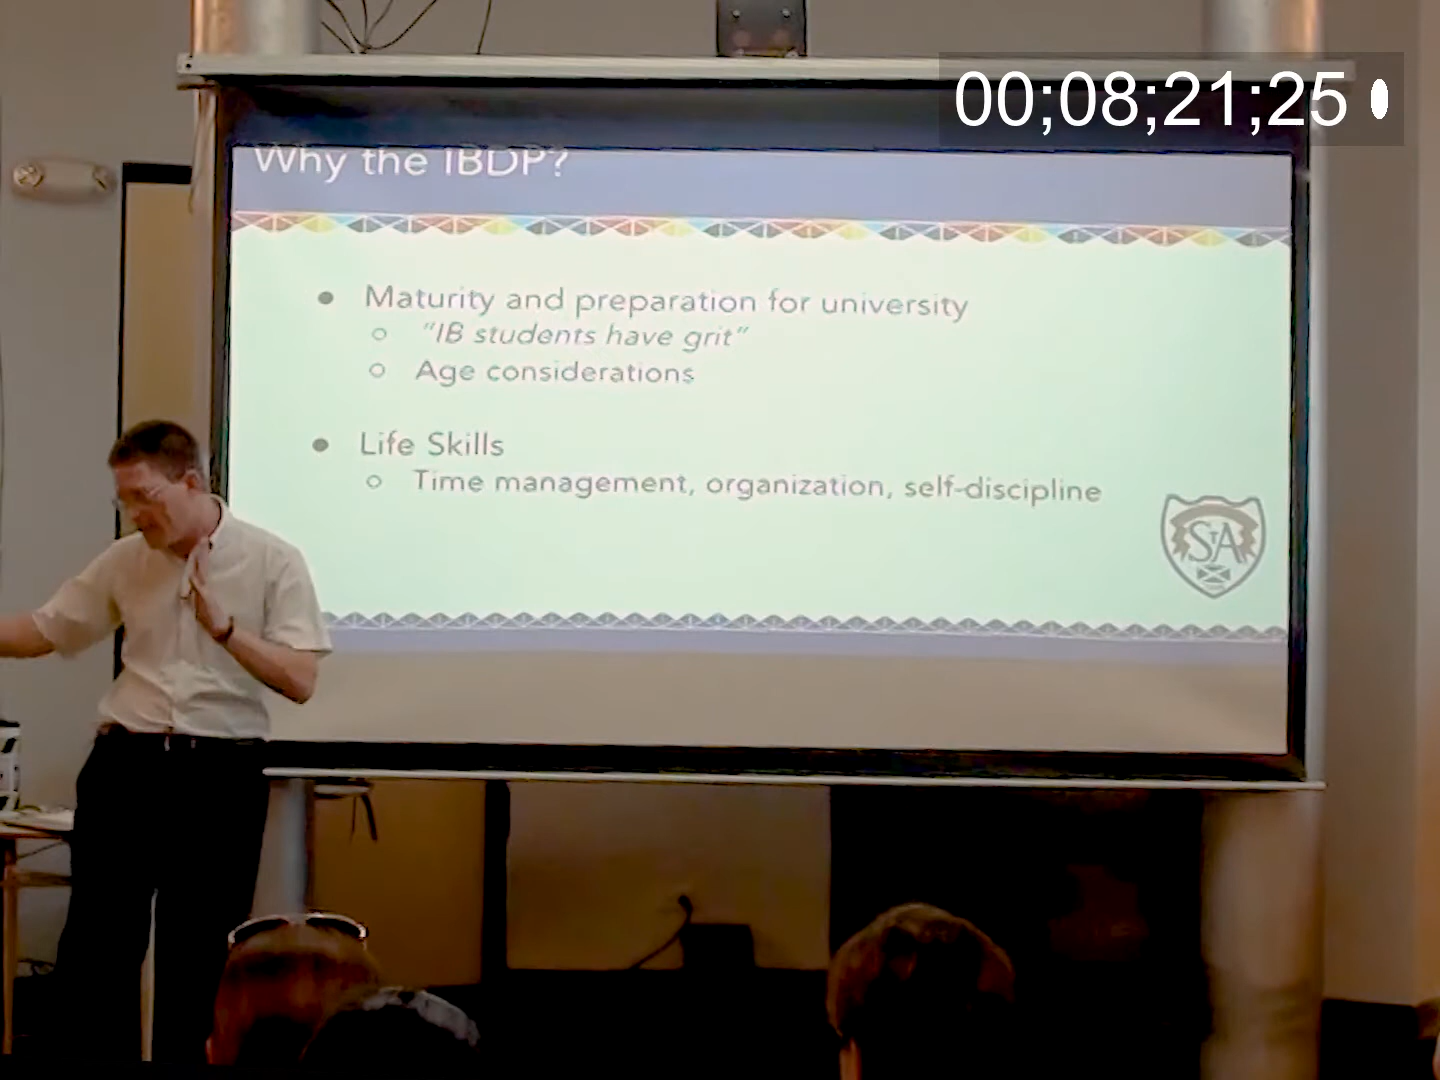 00;08;21;25
Why the IBDP?
● Maturity and preparation for university
○ "IB students have grit"
○ Age considerations
● Life Skills
○ Time management, organization, self-discipline
STA